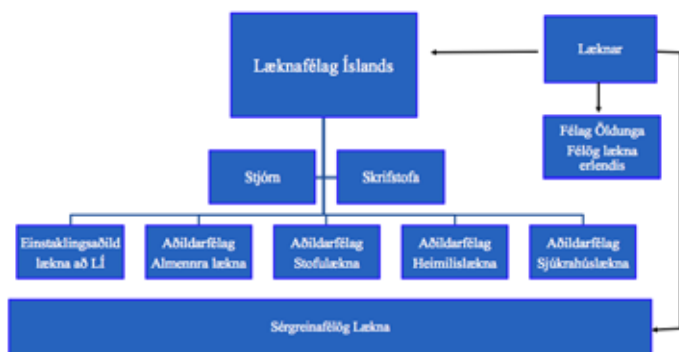 Læknafélag Íslands
Læknar
Félag Öldunga
Félög lækna
erlendis
Stjórn
Skrifstofa
Einstaklingsaðild
lækna að LÍ
Aðildarfélag
Almennra lækna
Aðildarfélag
Stofulækna
Aðildarfélag
Heimilislækna
Aðildarfélag
Sjúkrahúslækna
Sérgreinafélög Lækna